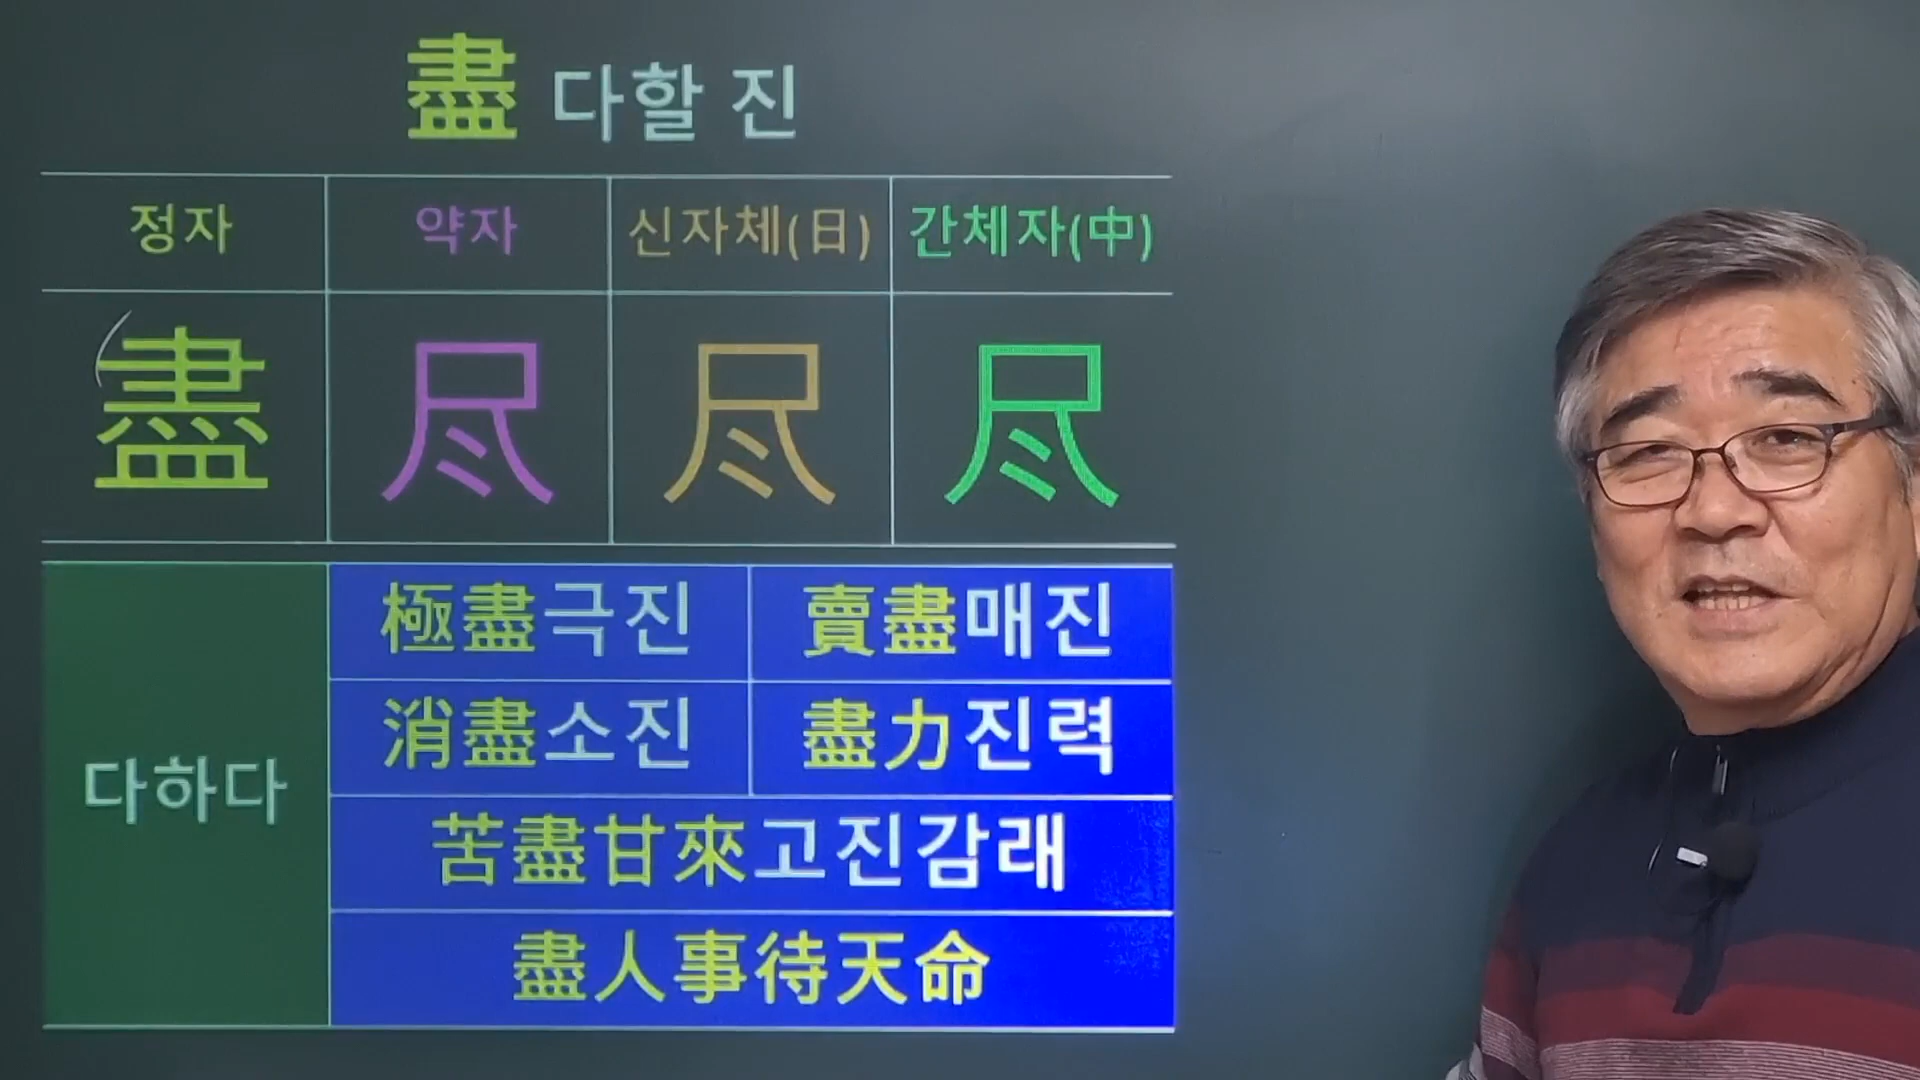 盡 다할 진
정자 약자 신자체(日) 간체자(中)
盡 尽 尽 尽
다하다
極盡극진 賣盡매진
消盡소진 盡力진력
苦盡甘來고진감래
盡人事待天命